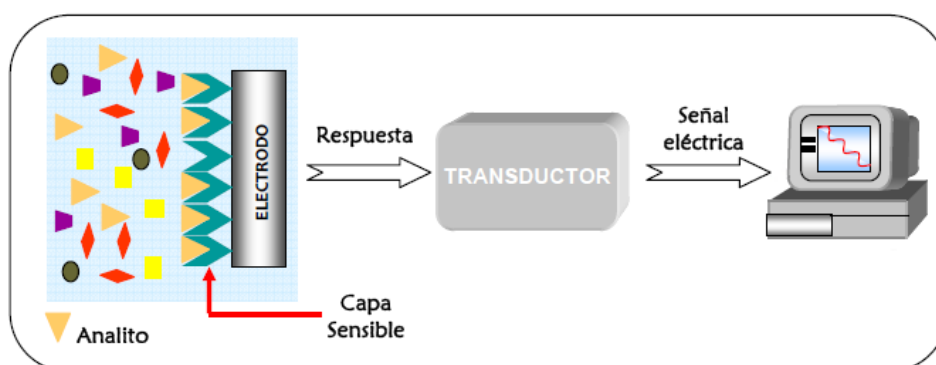 ELECTRODO
Respuesta
TRANSDUCTOR
Señal
eléctrica
Capa
Sensible
Analito